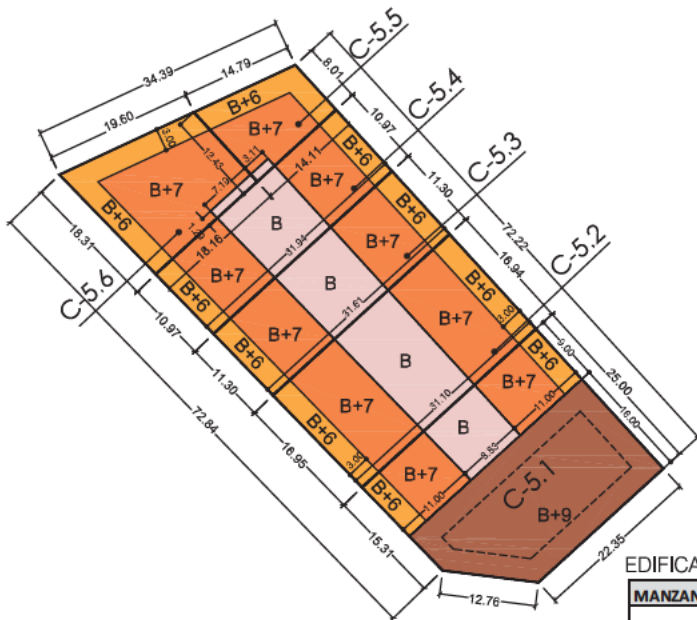 34.39
14.79
19.60
8.01
C-5.5
10.97
C-5.4
11.30
C-5.3
72.22
16.94
C-5.2
B+6
B+7
B+6
3.00
12.43
8.11
14.11
B+7
B+7
B+6
7.19
18.16
B
31.94
B+7
B+6
18.31
B+6
C-5.6
B+7
B
31.61
B+7
3.00
B+6
9.00
25.00
16.00
10.97
B+6
B+7
B
31.10
B+7
11.00
11.30
B+6
B+7
B
8.83
72.84
16.95
B+6
3.00
B+7
11.00
C-5.1
B+9
15.31
B+6
22.35
12.76
EDIFICA
MANZAN